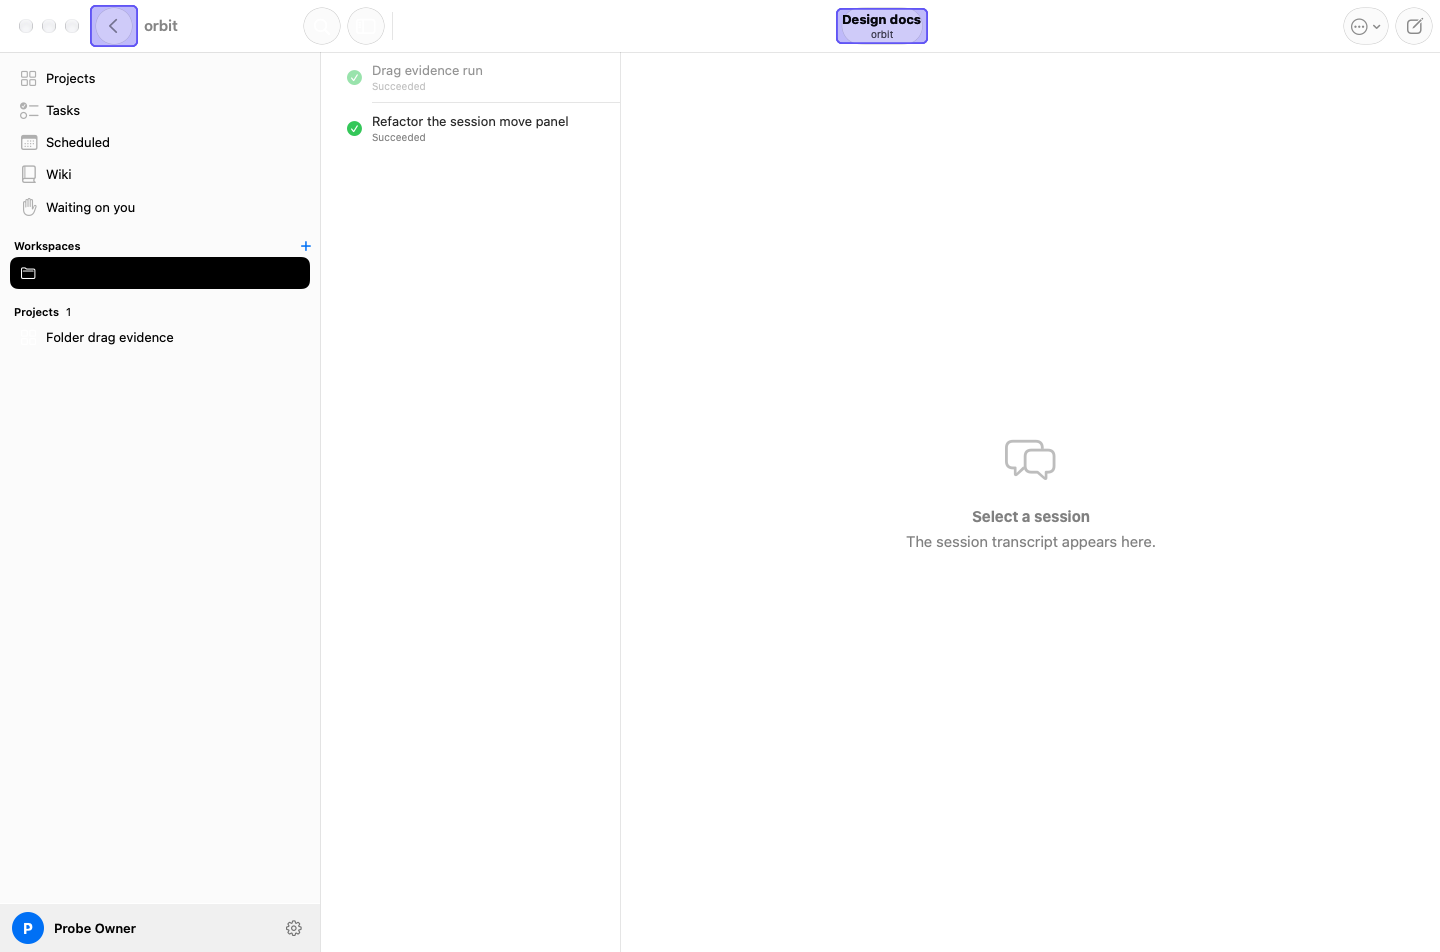 orbit
Design docs
orbit
Projects
Tasks
Scheduled
Wiki
Waiting on you
Workspaces
Projects 1
Folder drag evidence
Drag evidence run
Succeeded
Refactor the session move panel
Succeeded
Select a session
The session transcript appears here.
P
Probe Owner